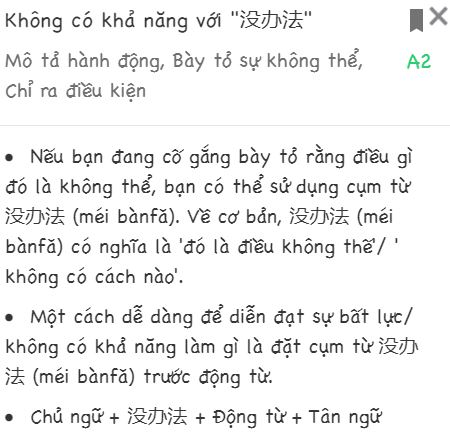 Không có khả năng với "没办法"
Mô tả hành động, Bày tỏ sự không thể, A2
Chỉ ra điều kiện
• Nếu bạn đang cố gắng bày tỏ rằng điều gì
đó là không thể, bạn có thể sử dụng cụm từ
没办法 (méi bànfǎ). Về cơ bản, 没办法 (méi
bànfǎ) có nghĩa là 'đó là điều không thể'/ '
không có cách nào'.
• Một cách dễ dàng để diễn đạt sự bất lực/
không có khả năng làm gì là đặt cụm từ 没办
法 (méi bànfǎ) trước động từ.
• Chủ ngữ + 没办法 + Động từ + Tân ngữ